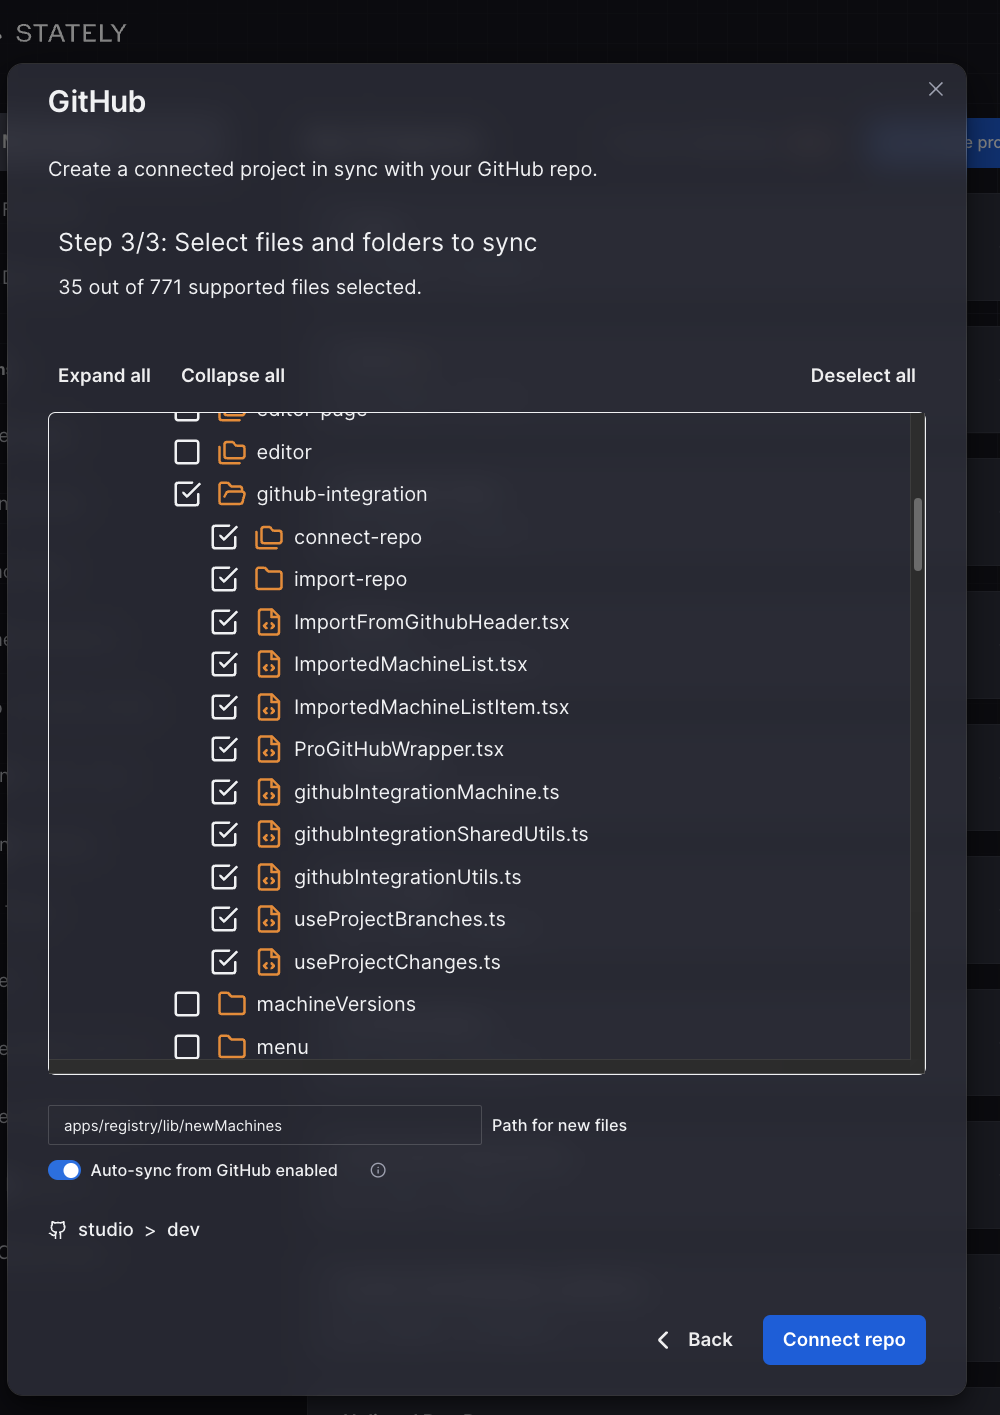 STATELY
GitHub
Create a connected project in sync with your GitHub repo.
Step 3/3: Select files and folders to sync
35 out of 771 supported files selected.
Expand all Collapse all Deselect all
editor-page
editor
github-integration
connect-repo
import-repo
ImportFromGithubHeader.tsx
ImportedMachineList.tsx
ImportedMachineListItem.tsx
ProGitHubWrapper.tsx
githubIntegrationMachine.ts
githubIntegrationSharedUtils.ts
githubIntegrationUtils.ts
useProjectBranches.ts
useProjectChanges.ts
machineVersions
menu
apps/registry/lib/newMachines Path for new files
Auto-sync from GitHub enabled
studio > dev
Back Connect repo